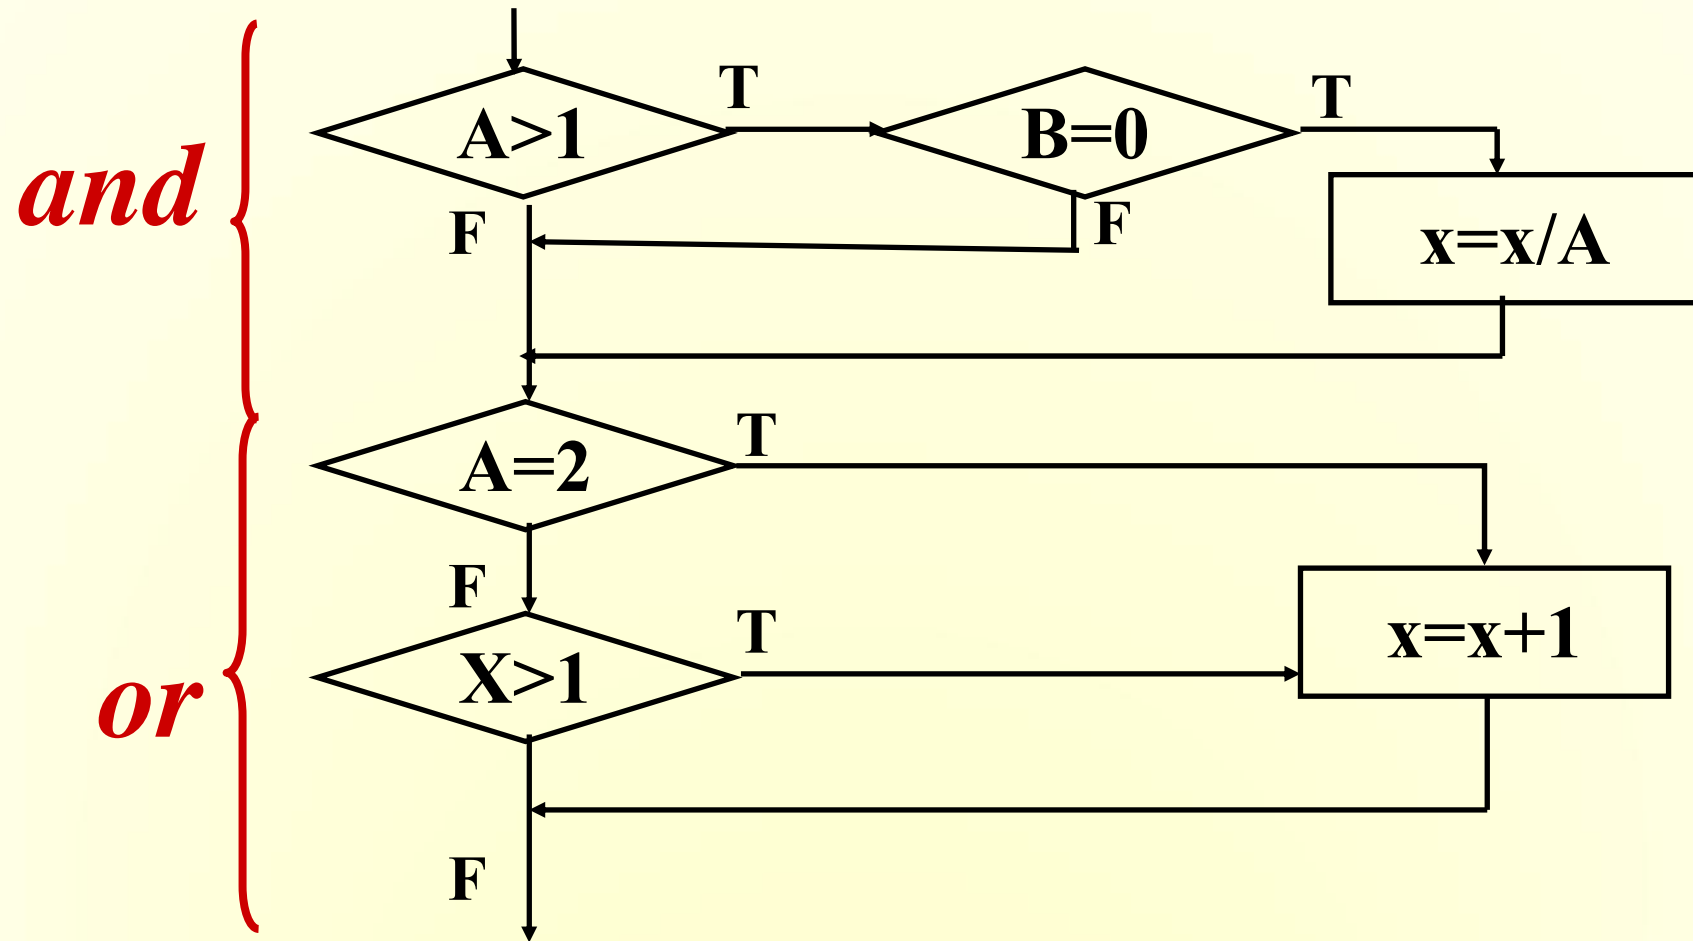 T
T
A>1
B=0
and
F
F
x=x/A
T
A=2
F
T
x=x+1
X>1
or
F